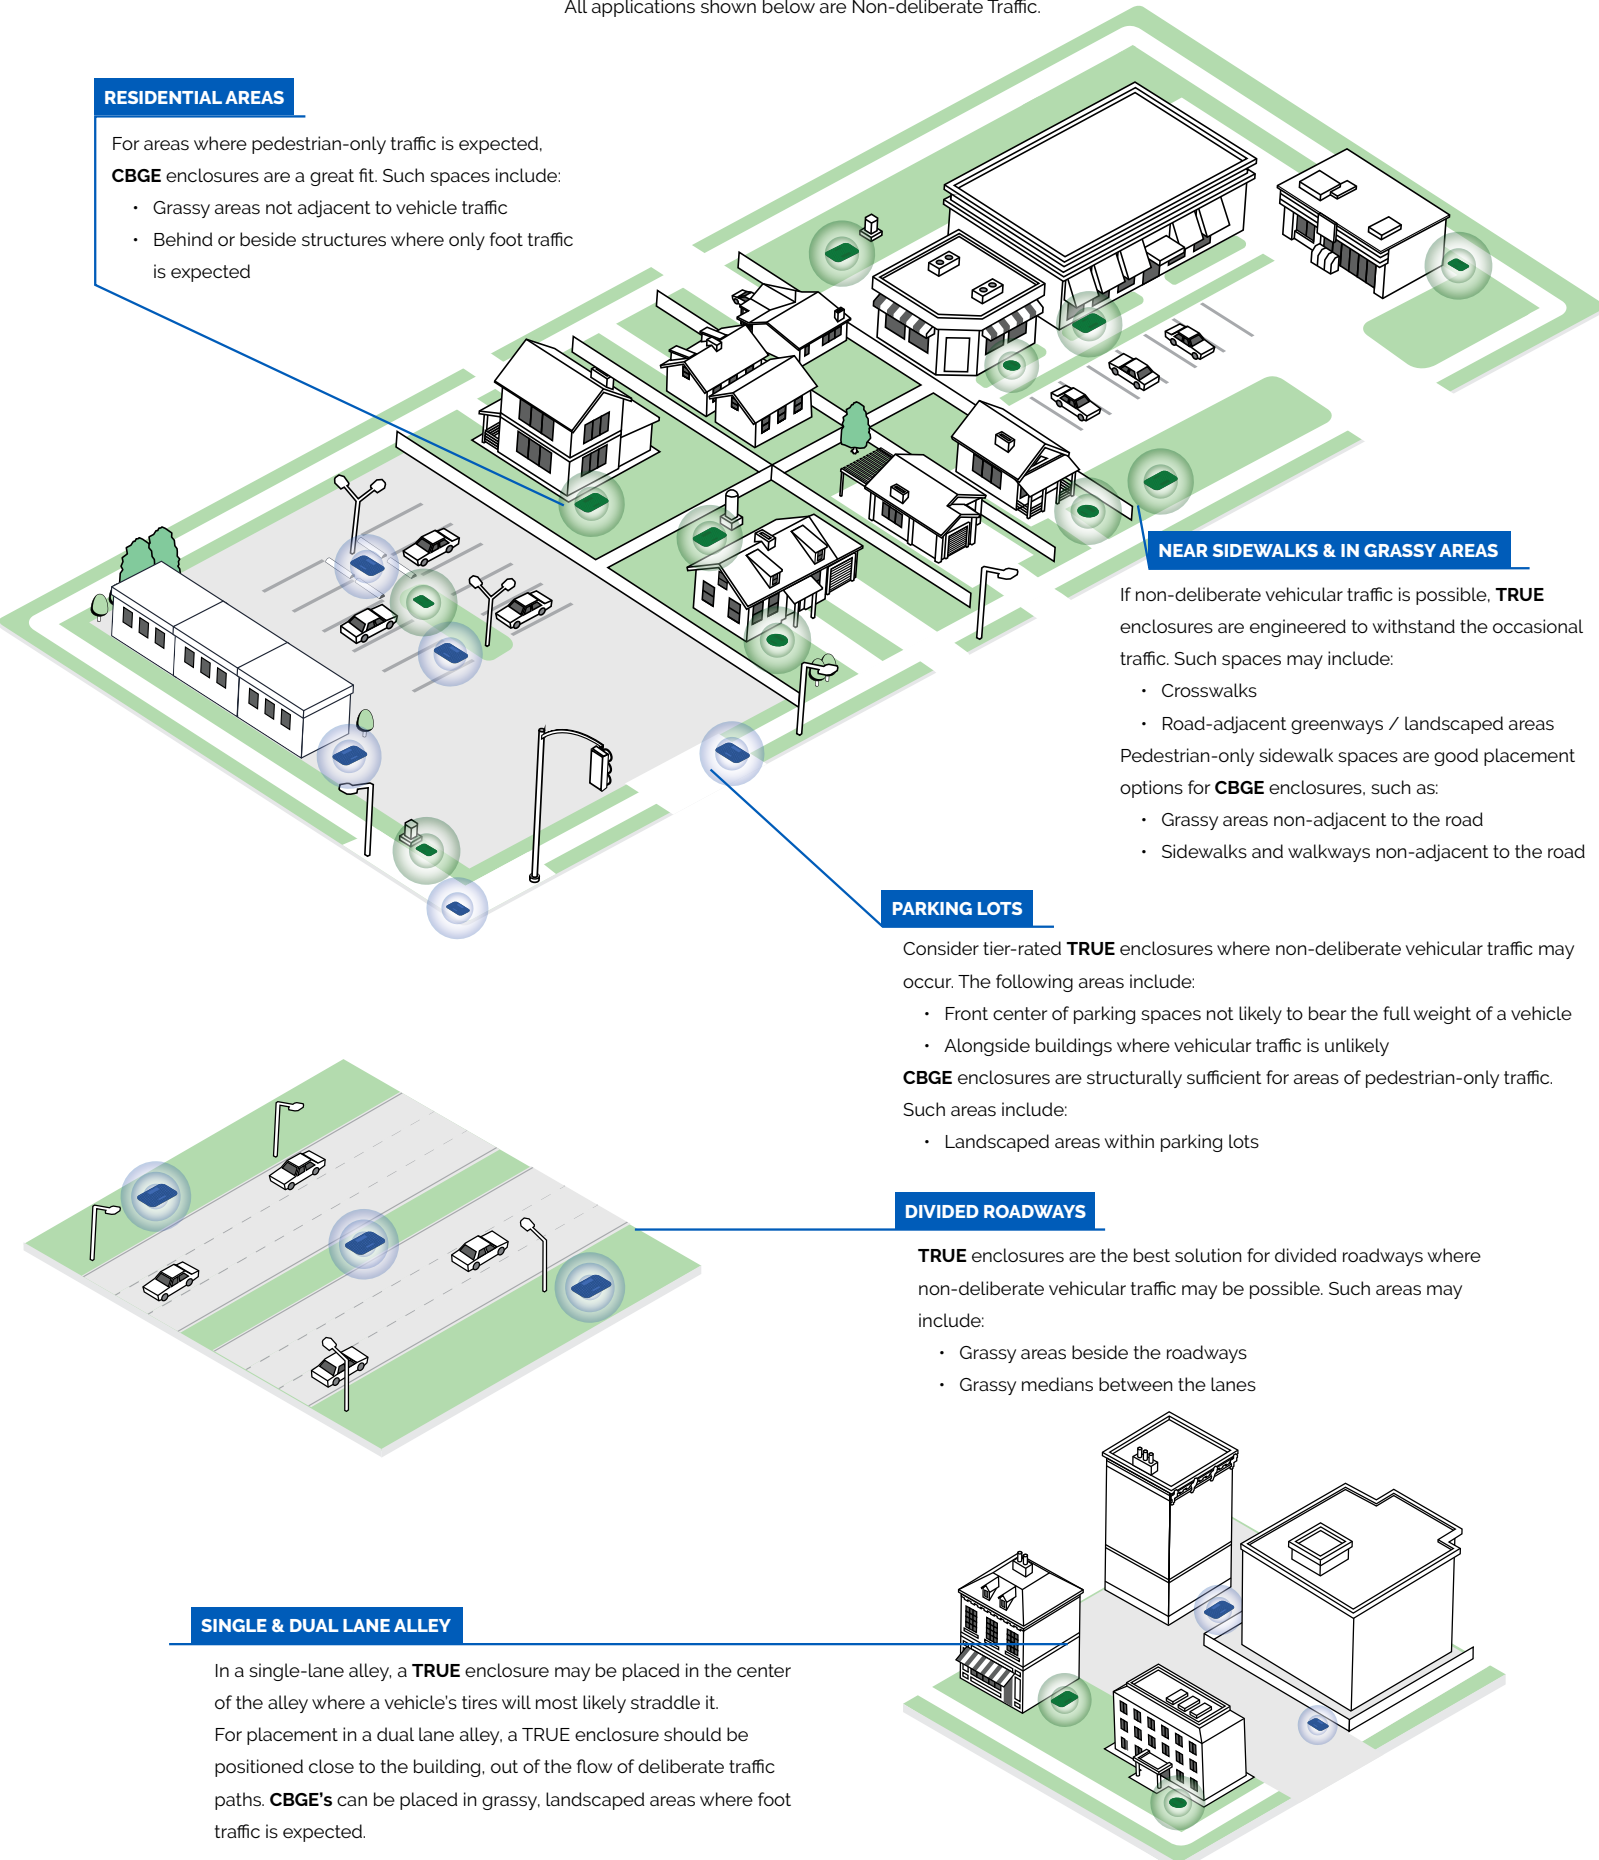 All applications shown below are Non-deliberate Traffic.
RESIDENTIAL AREAS
For areas where pedestrian-only traffic is expected,
CBGE enclosures are a great fit. Such spaces include:
• Grassy areas not adjacent to vehicle traffic
• Behind or beside structures where only foot traffic
is expected
NEAR SIDEWALKS & IN GRASSY AREAS
If non-deliberate vehicular traffic is possible, TRUE
enclosures are engineered to withstand the occasional
traffic. Such spaces may include:
• Crosswalks
• Road-adjacent greenways / landscaped areas
Pedestrian-only sidewalk spaces are good placement
options for CBGE enclosures, such as:
• Grassy areas non-adjacent to the road
• Sidewalks and walkways non-adjacent to the road
PARKING LOTS
Consider tier-rated TRUE enclosures where non-deliberate vehicular traffic may
occur. The following areas include:
• Front center of parking spaces not likely to bear the full weight of a vehicle
• Alongside buildings where vehicular traffic is unlikely
CBGE enclosures are structurally sufficient for areas of pedestrian-only traffic.
Such areas include:
• Landscaped areas within parking lots
DIVIDED ROADWAYS
TRUE enclosures are the best solution for divided roadways where
non-deliberate vehicular traffic may be possible. Such areas may
include:
• Grassy areas beside the roadways
• Grassy medians between the lanes
SINGLE & DUAL LANE ALLEY
In a single-lane alley, a TRUE enclosure may be placed in the center
of the alley where a vehicle's tires will most likely straddle it.
For placement in a dual lane alley, a TRUE enclosure should be
positioned close to the building, out of the flow of deliberate traffic
paths. CBGE's can be placed in grassy, landscaped areas where foot
traffic is expected.